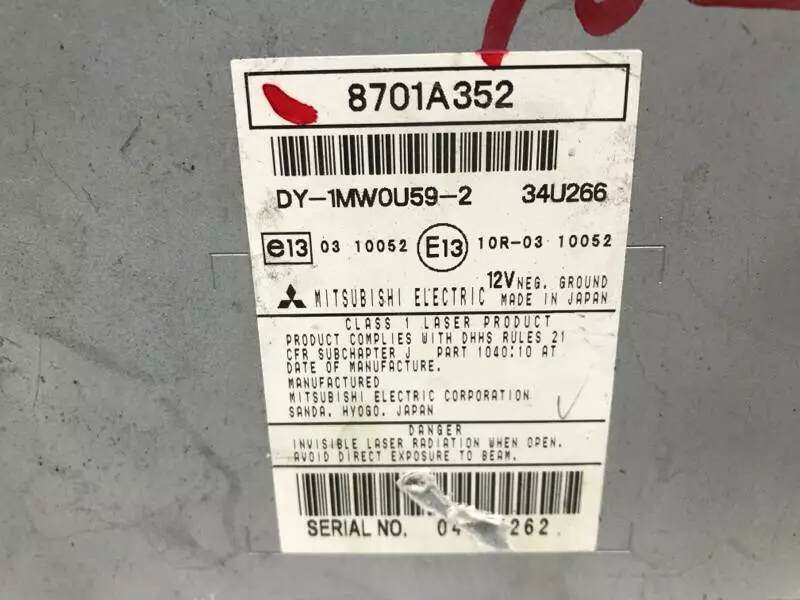 8701A352
DY-1MW0U59-2 34U266
e13 03 10052 E13 10R-03 10052
12V NEG. GROUND
MITSUBISHI ELECTRIC MADE IN JAPAN
CLASS 1 LASER PRODUCT
PRODUCT COMPLIES WITH DHHS RULES 21
CFR SUBCHAPTER J PART 1040:10 AT
DATE OF MANUFACTURE.
MANUFACTURED
MITSUBISHI ELECTRIC CORPORATION
SANDA, HYOGO, JAPAN
DANGER
INVISIBLE LASER RADIATION WHEN OPEN.
AVOID DIRECT EXPOSURE TO BEAM.
SERIAL NO.